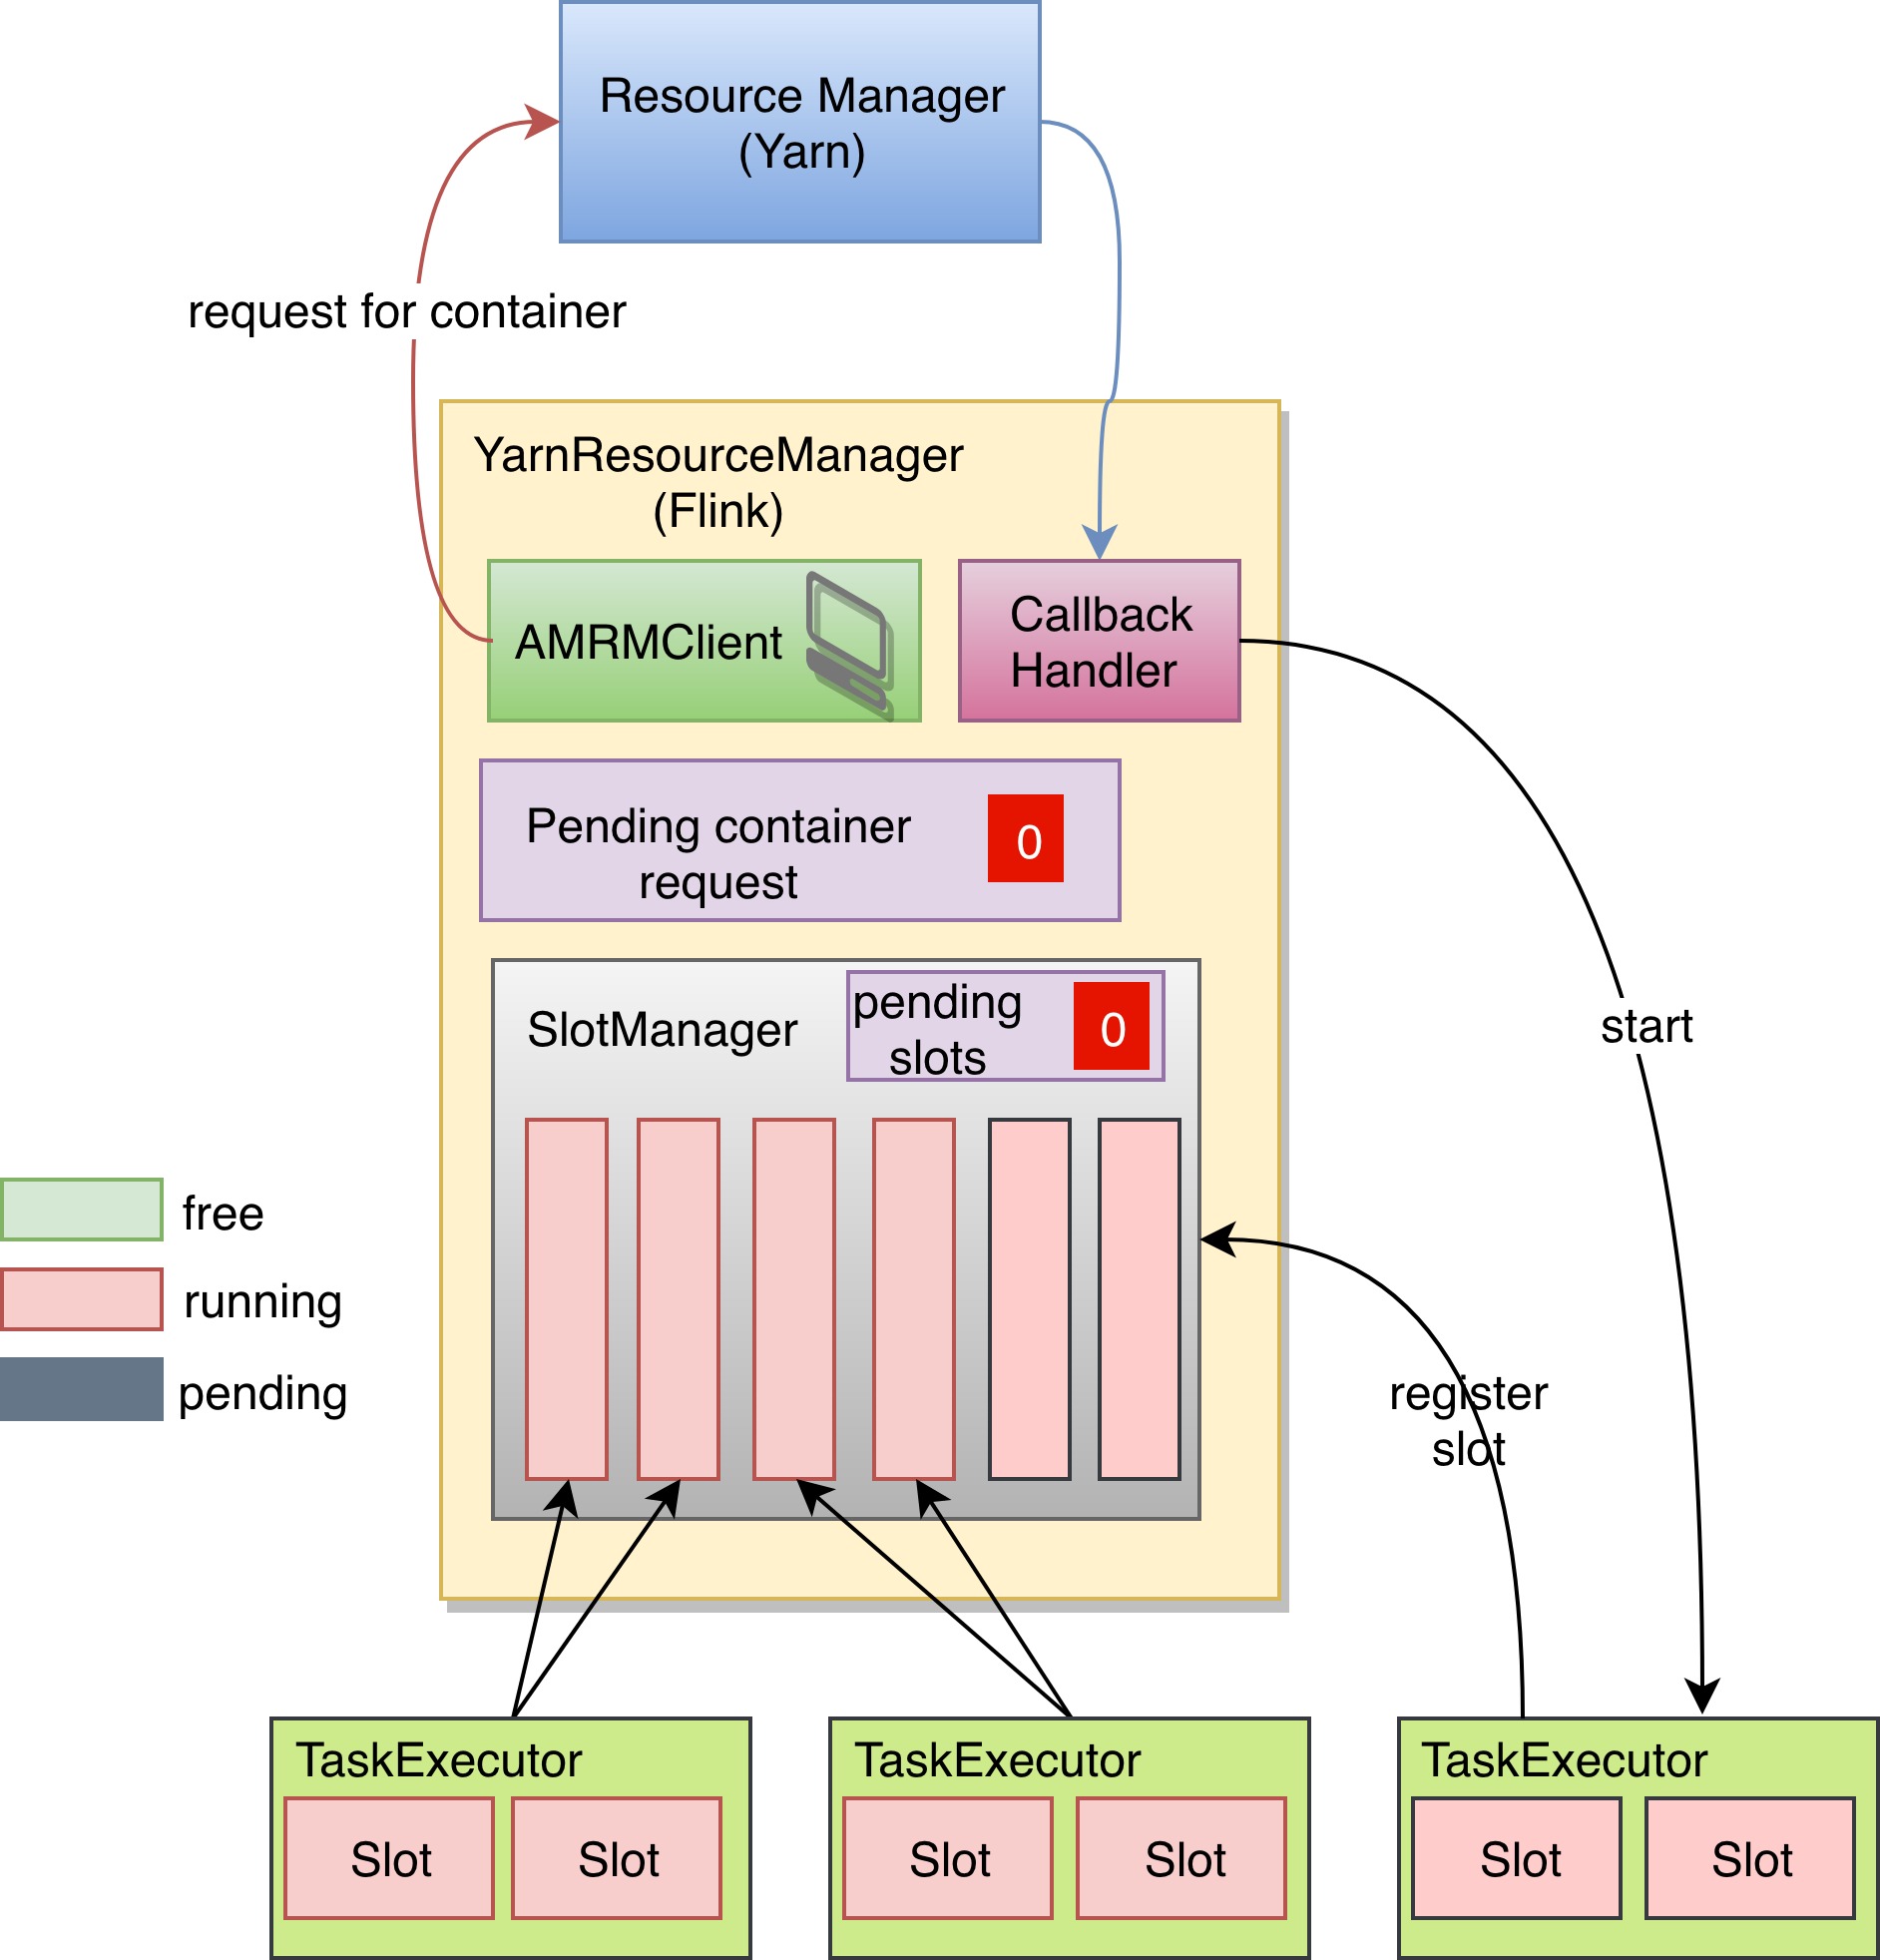 Resource Manager
(Yarn)
request for container
YarnResourceManager
(Flink)
AMRMClient
Callback
Handler
Pending container
request
0
SlotManager
pending
slots
0
start
free
running
pending
register
slot
TaskExecutor
Slot
Slot
TaskExecutor
Slot
Slot
TaskExecutor
Slot
Slot